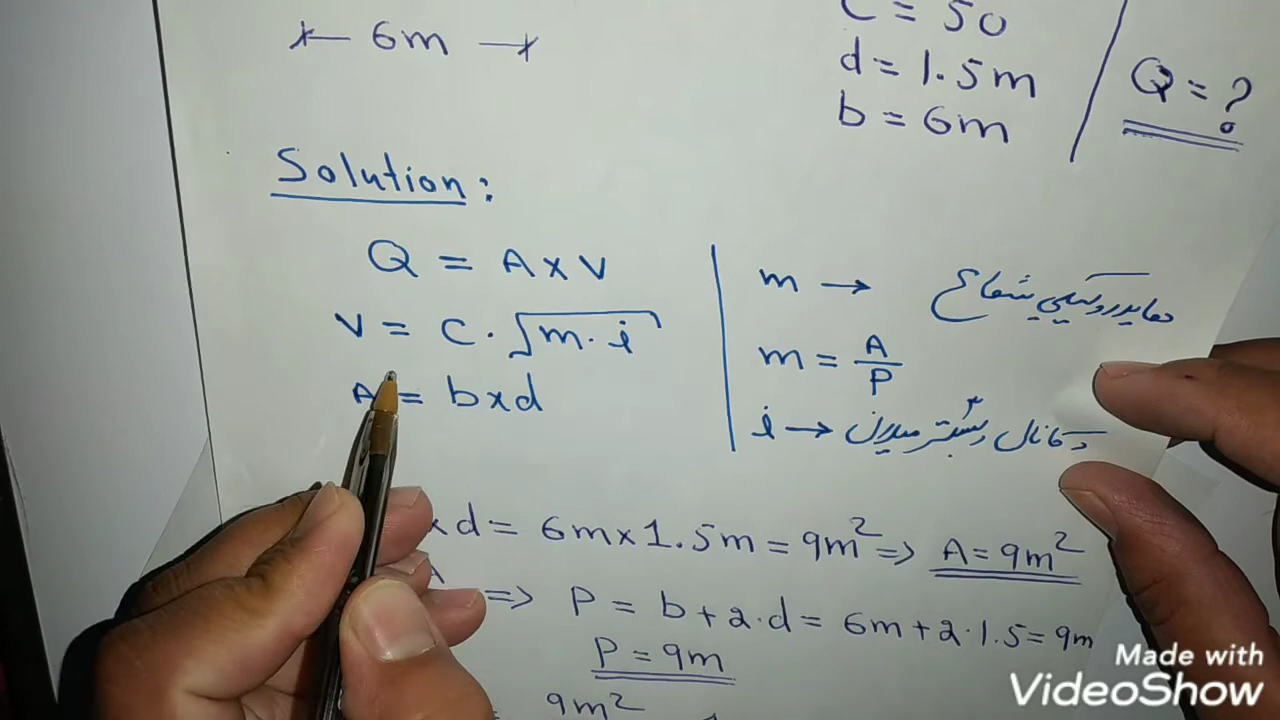 6m
C = 50
d = 1.5m
b = 6m
Q = ?
Solution:
Q = A x V
V = C . √m . i
A = b x d
m → هایدرولیکي شعاع
m = A/P
i → د کانال د بستر میلان
x d = 6m x 1.5m = 9m² => A = 9m²
=> P = b + 2 . d = 6m + 2 . 1.5 = 9m
P = 9m
9m²
Made with
VideoShow